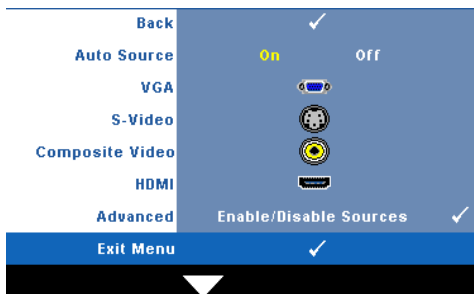 Back
Auto Source On Off
VGA
S-Video
Composite Video
HDMI
Advanced Enable/Disable Sources
Exit Menu